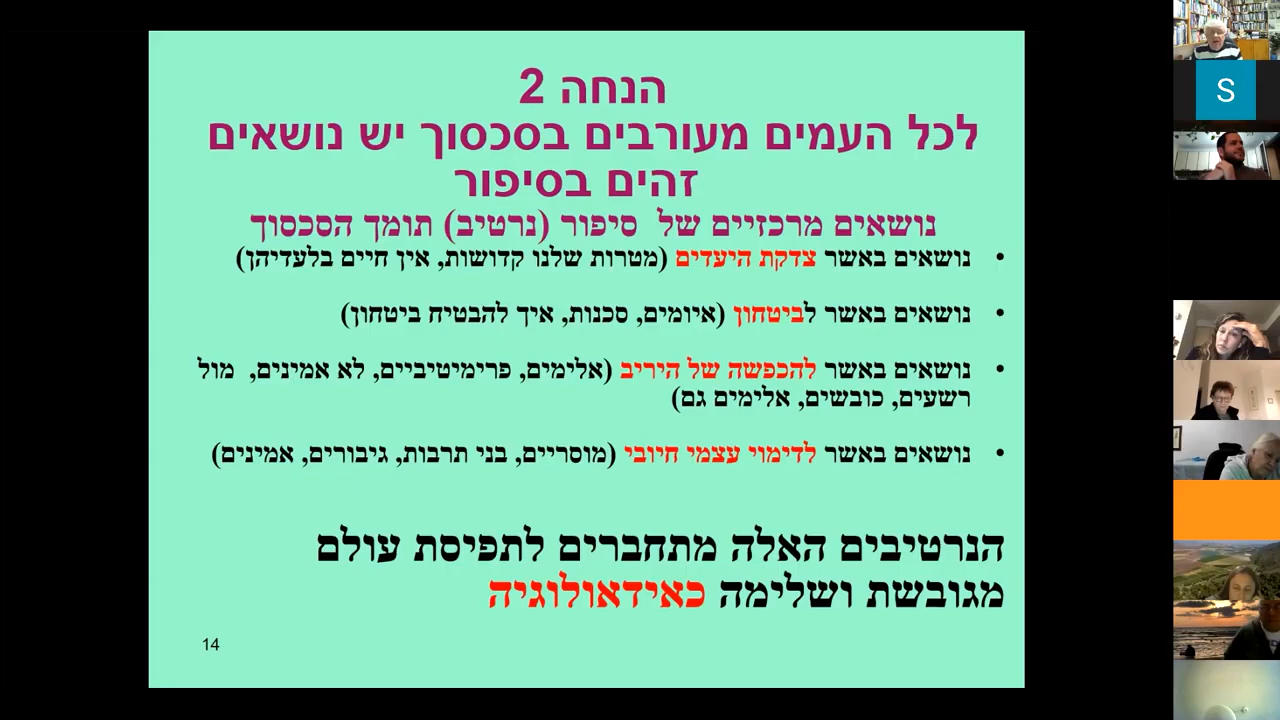 הנחה 2
לכל העמים מעורבים בסכסוך יש נושאים
זהים בסיפור
נושאים מרכזיים של סיפור (נרטיב) תומך הסכסוך
• נושאים באשר צדקת היעדים (מטרות שלנו קדושות, אין חיים בלעדיהן)
• נושאים באשר לביטחון (איומים, סכנות, איך להבטיח ביטחון)
• נושאים באשר להכפשה של היריב (אלימים, פרימיטיביים, לא אמינים, מול
רשעים, כובשים, אלימים גם)
• נושאים באשר לדימוי עצמי חיובי (מוסריים, בני תרבות, גיבורים, אמינים)
הנרטיבים האלה מתחברים לתפיסת עולם
מגובשת ושלימה כאידאולוגיה
14
S